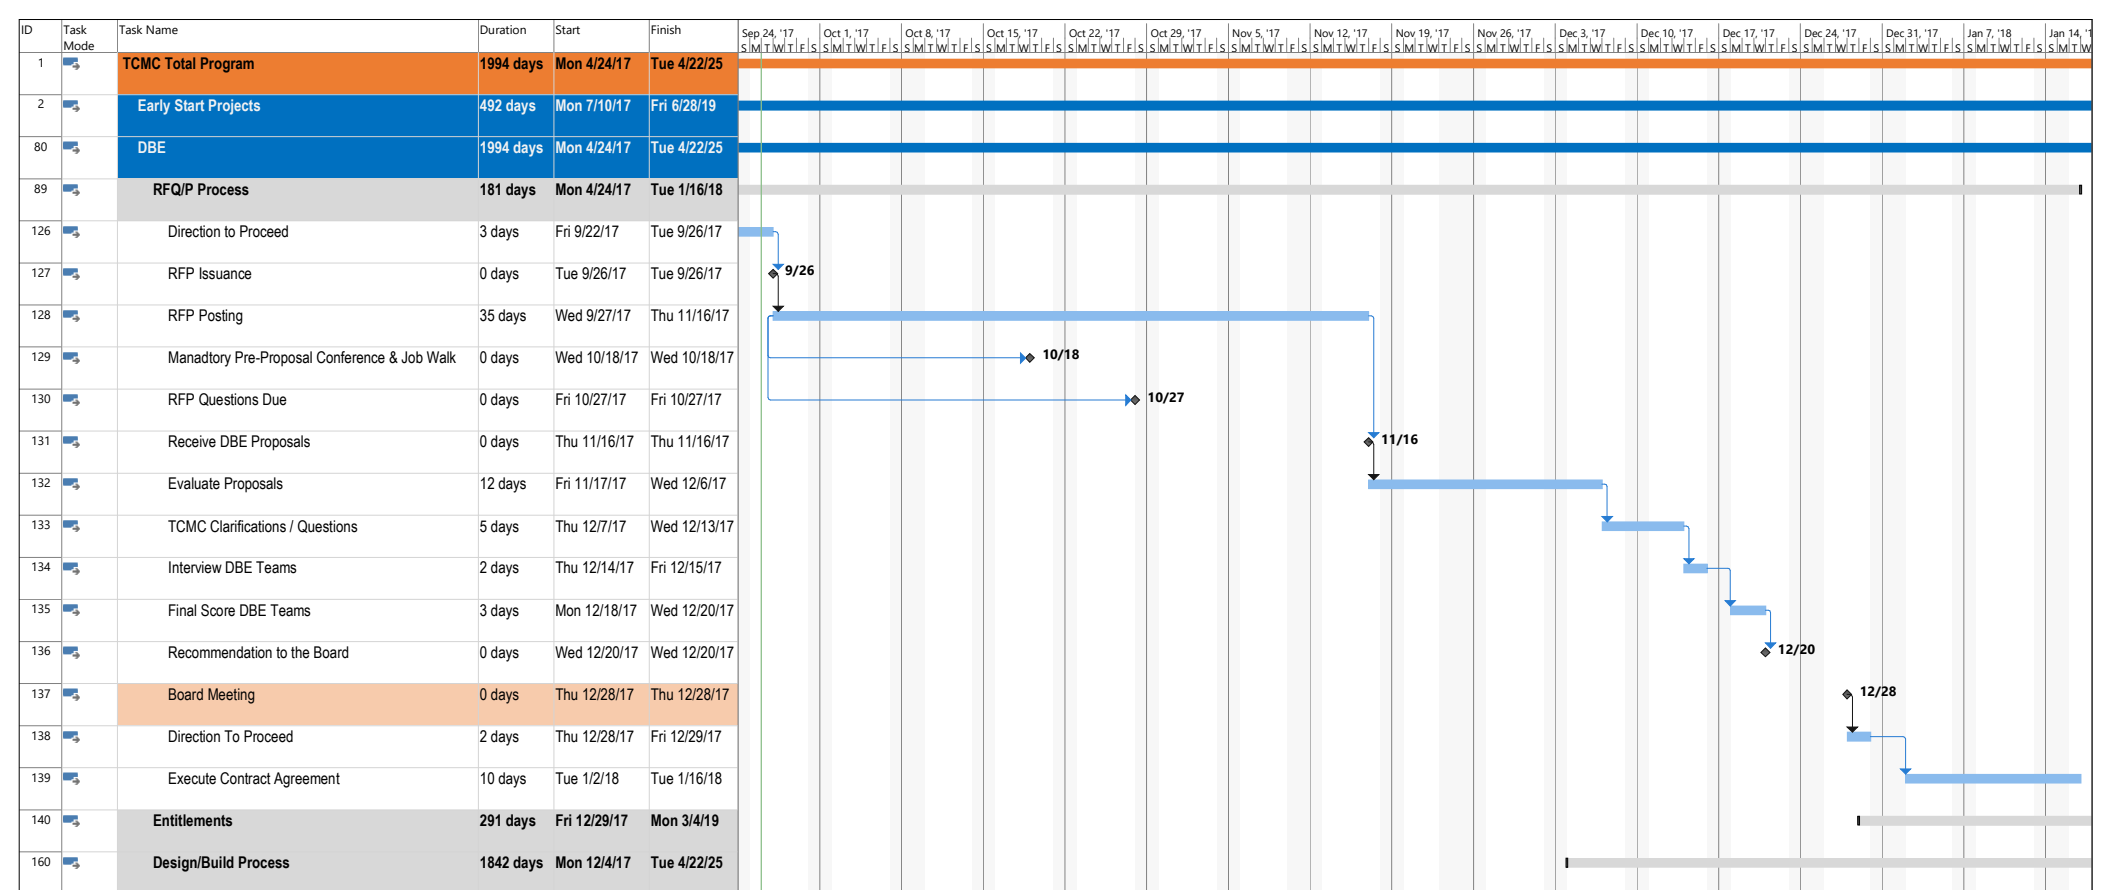 ID Task Mode Task Name Duration Start Finish Sep 24, '17 Oct 1, '17 Oct 8, '17 Oct 15, '17 Oct 22, '17 Oct 29, '17 Nov 5, '17 Nov 12, '17 Nov 19, '17 Nov 26, '17 Dec 3, '17 Dec 10, '17 Dec 17, '17 Dec 24, '17 Dec 31, '17 Jan 7, '18 Jan 14, '1
S M T W T F S S M T W T F S S M T W T F S S M T W T F S S M T W T F S S M T W T F S S M T W T F S S M T W T F S S M T W T F S S M T W T F S S M T W T F S S M T W T F S S M T W T F S S M T W T F S S M T W T F S S M T W T F S S M T W
1 TCMC Total Program 1994 days Mon 4/24/17 Tue 4/22/25
2 Early Start Projects 492 days Mon 7/10/17 Fri 6/28/19
80 DBE 1994 days Mon 4/24/17 Tue 4/22/25
89 RFQ/P Process 181 days Mon 4/24/17 Tue 1/16/18
126 Direction to Proceed 3 days Fri 9/22/17 Tue 9/26/17
127 RFP Issuance 0 days Tue 9/26/17 Tue 9/26/17 9/26
128 RFP Posting 35 days Wed 9/27/17 Thu 11/16/17
129 Manadtory Pre-Proposal Conference & Job Walk 0 days Wed 10/18/17 Wed 10/18/17 10/18
130 RFP Questions Due 0 days Fri 10/27/17 Fri 10/27/17 10/27
131 Receive DBE Proposals 0 days Thu 11/16/17 Thu 11/16/17 11/16
132 Evaluate Proposals 12 days Fri 11/17/17 Wed 12/6/17
133 TCMC Clarifications / Questions 5 days Thu 12/7/17 Wed 12/13/17
134 Interview DBE Teams 2 days Thu 12/14/17 Fri 12/15/17
135 Final Score DBE Teams 3 days Mon 12/18/17 Wed 12/20/17
136 Recommendation to the Board 0 days Wed 12/20/17 Wed 12/20/17 12/20
137 Board Meeting 0 days Thu 12/28/17 Thu 12/28/17 12/28
138 Direction To Proceed 2 days Thu 12/28/17 Fri 12/29/17
139 Execute Contract Agreement 10 days Tue 1/2/18 Tue 1/16/18
140 Entitlements 291 days Fri 12/29/17 Mon 3/4/19
160 Design/Build Process 1842 days Mon 12/4/17 Tue 4/22/25